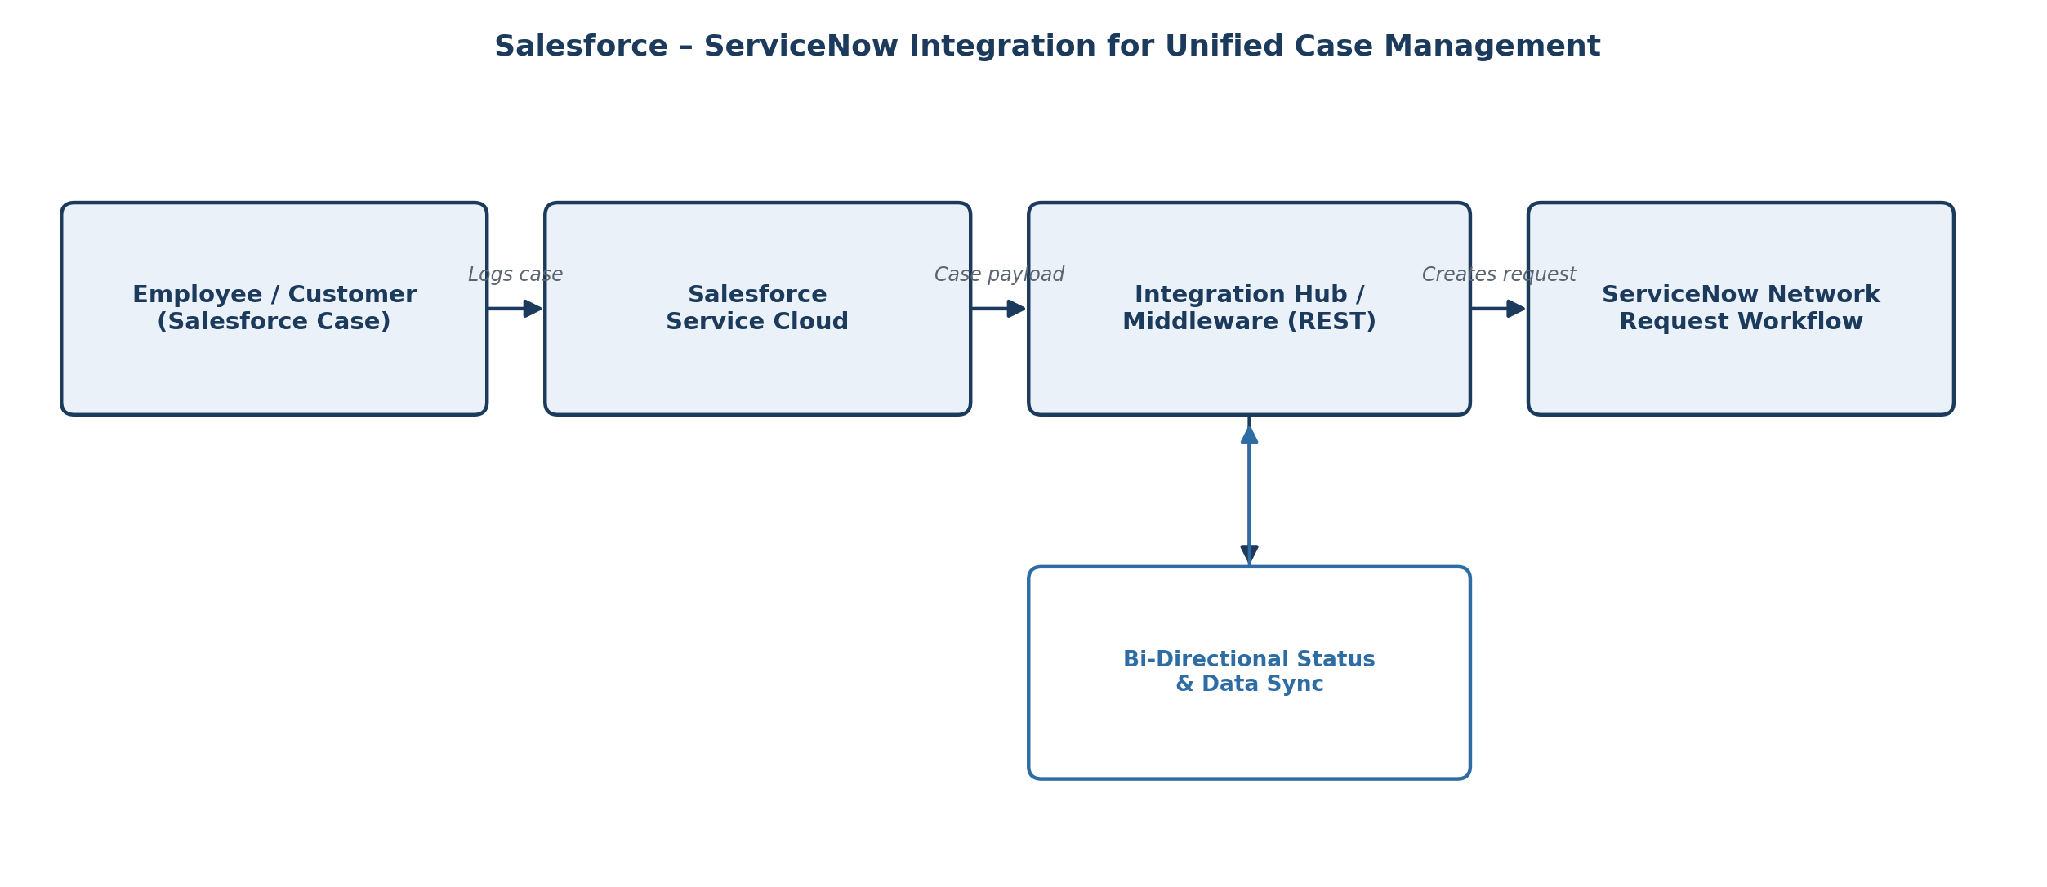 Salesforce – ServiceNow Integration for Unified Case Management
Logs case
Case payload
Creates request
Employee / Customer
(Salesforce Case)
Salesforce
Service Cloud
Integration Hub /
Middleware (REST)
ServiceNow Network
Request Workflow
Bi-Directional Status
& Data Sync